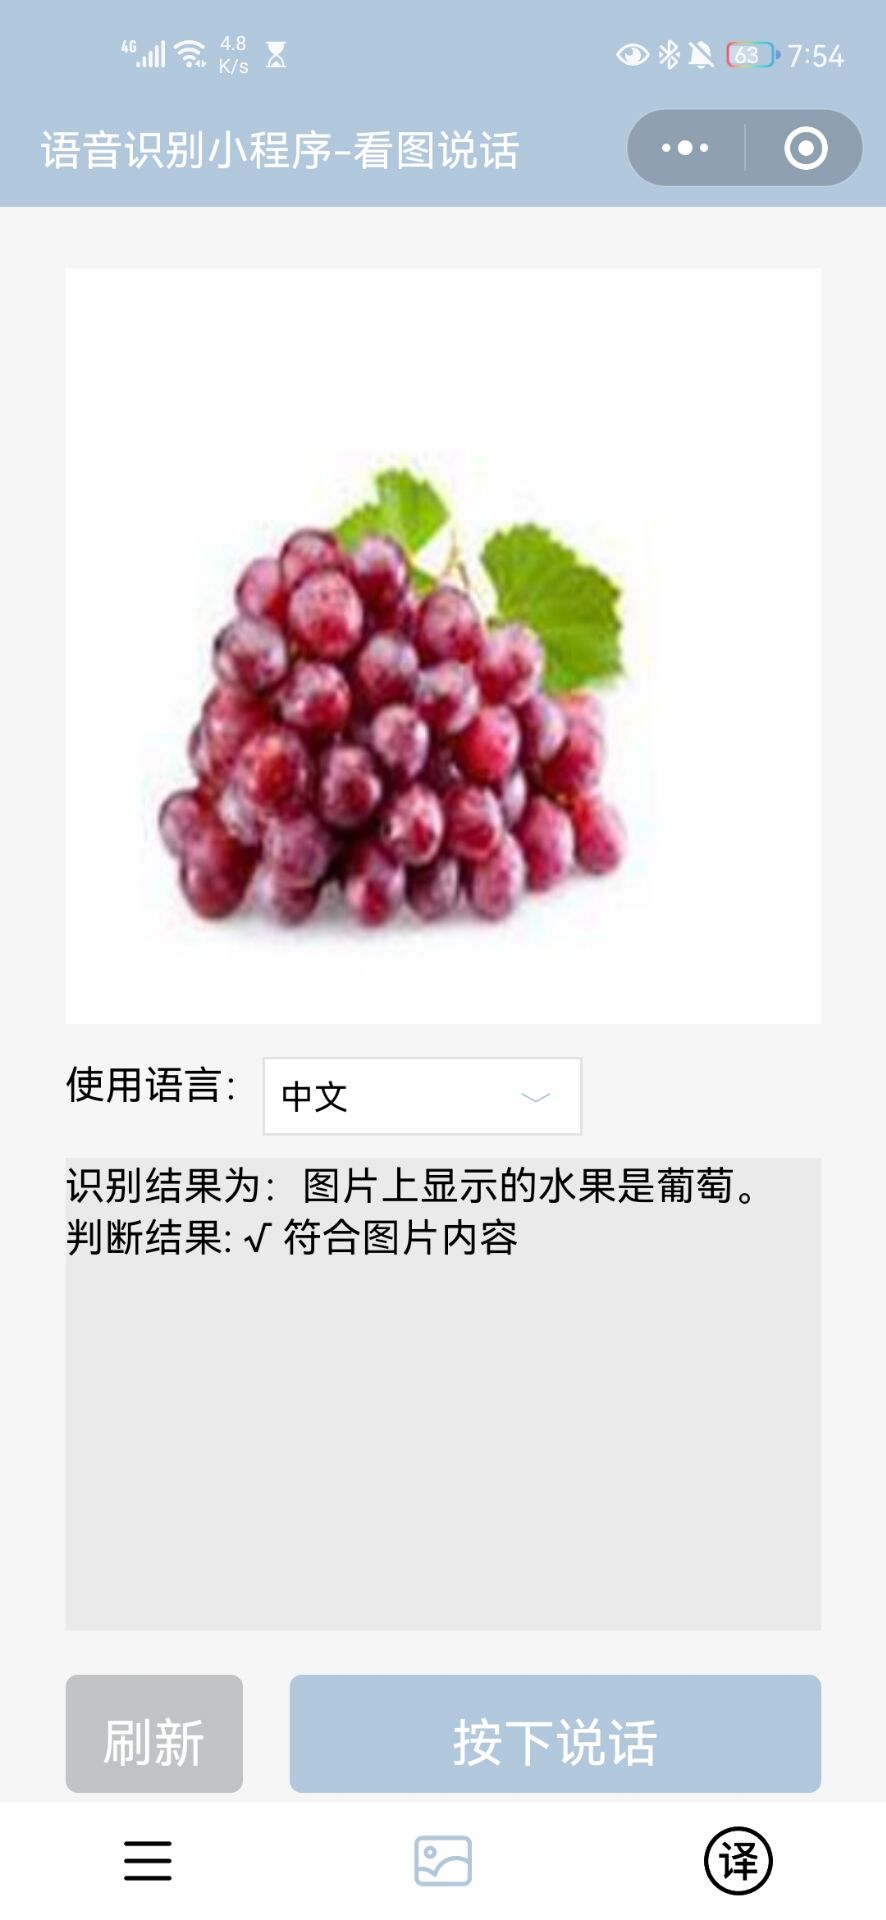 4G 4.8 K/s 63 7:54
语音识别小程序-看图说话
使用语言: 中文
识别结果为: 图片上显示的水果是葡萄。
判断结果: √ 符合图片内容
刷新 按下说话
译